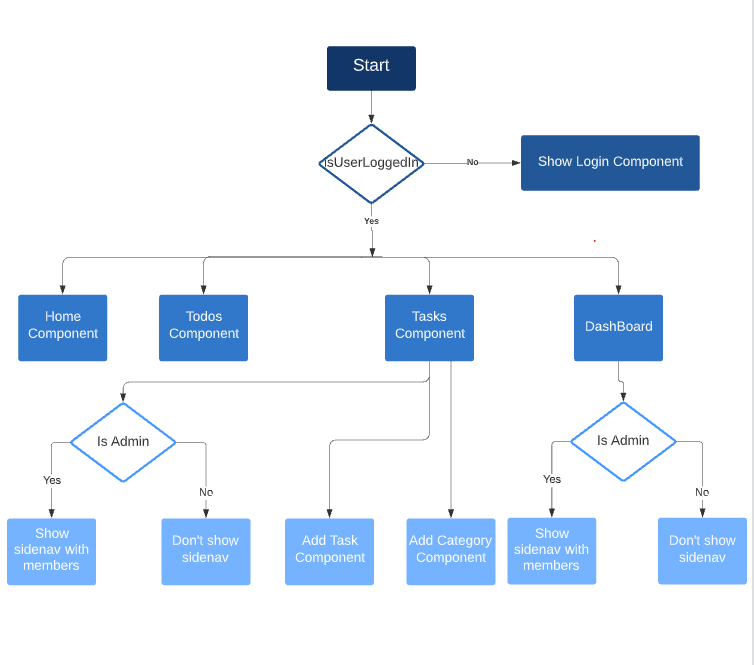 Start
IsUserLoggedIn
No
Show Login Component
Yes
Home
Component
Todos
Component
Tasks
Component
DashBoard
Is Admin
Is Admin
Yes
No
Yes
No
Show
sidenav with
members
Don't show
sidenav
Add Task
Component
Add Category
Component
Show
sidenav with
members
Don't show
sidenav